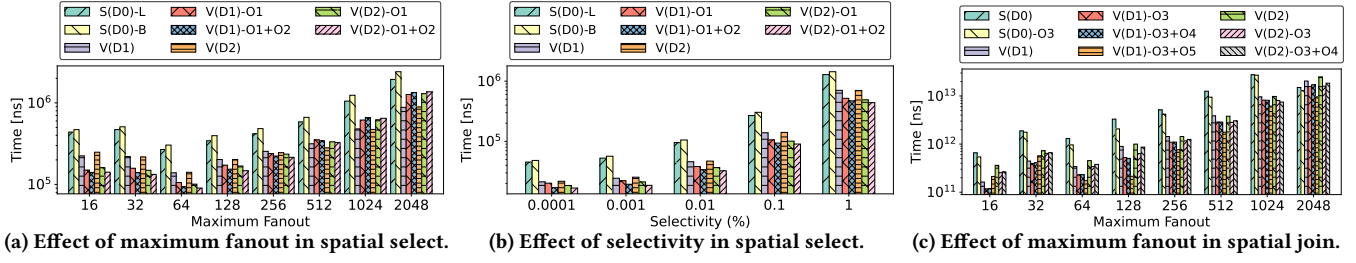 S(D0)-L V(D1)-O1 V(D2)-O1
S(D0)-B V(D1)-O1+O2 V(D2)-O1+O2
V(D1) V(D2)
Time [ns]
10^6
10^5
16 32 64 128 256 512 1024 2048
Maximum Fanout
(a) Effect of maximum fanout in spatial select.
S(D0)-L V(D1)-O1 V(D2)-O1
S(D0)-B V(D1)-O1+O2 V(D2)-O1+O2
V(D1) V(D2)
Time [ns]
10^6
10^5
0.0001 0.001 0.01 0.1 1
Selectivity (%)
(b) Effect of selectivity in spatial select.
S(D0) V(D1)-O3 V(D2)
S(D0)-O3 V(D1)-O3+O4 V(D2)-O3
V(D1) V(D1)-O3+O5 V(D2)-O3+O4
Time [ns]
10^13
10^12
10^11
16 32 64 128 256 512 1024 2048
Maximum Fanout
(c) Effect of maximum fanout in spatial join.